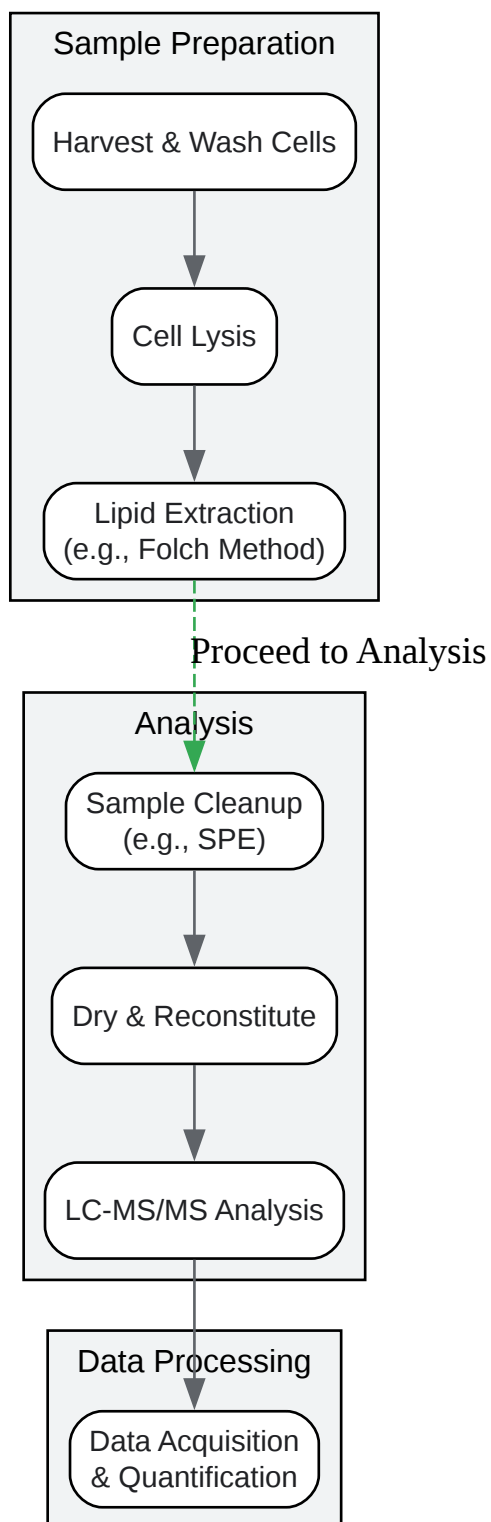 Sample Preparation
Harvest & Wash Cells
Cell Lysis
Lipid Extraction
(e.g., Folch Method)
Proceed to Analysis
Analysis
Sample Cleanup
(e.g., SPE)
Dry & Reconstitute
LC-MS/MS Analysis
Data Processing
Data Acquisition
& Quantification